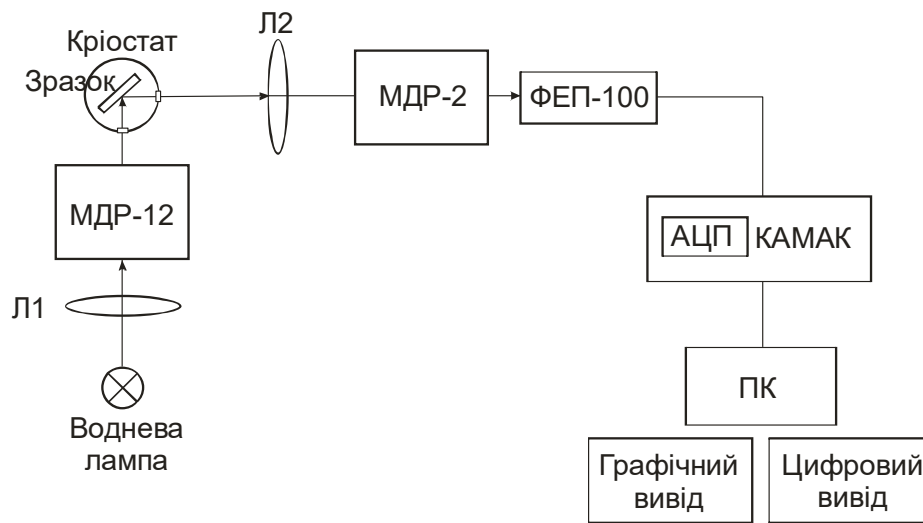 Кріостат
Зразок
Л2
МДР-2
ФЕП-100
МДР-12
АЦП КАМАК
Л1
ПК
Воднева
лампа
Графічний
вивід
Цифровий
вивід